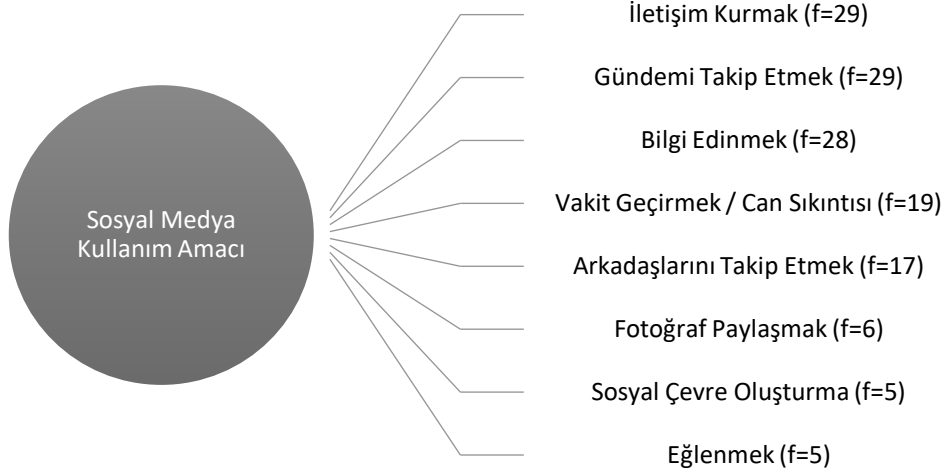 Sosyal Medya
Kullanım Amacı
İletişim Kurmak (f=29)
Gündemi Takip Etmek (f=29)
Bilgi Edinmek (f=28)
Vakit Geçirmek / Can Sıkıntısı (f=19)
Arkadaşlarını Takip Etmek (f=17)
Fotoğraf Paylaşmak (f=6)
Sosyal Çevre Oluşturma (f=5)
Eğlenmek (f=5)